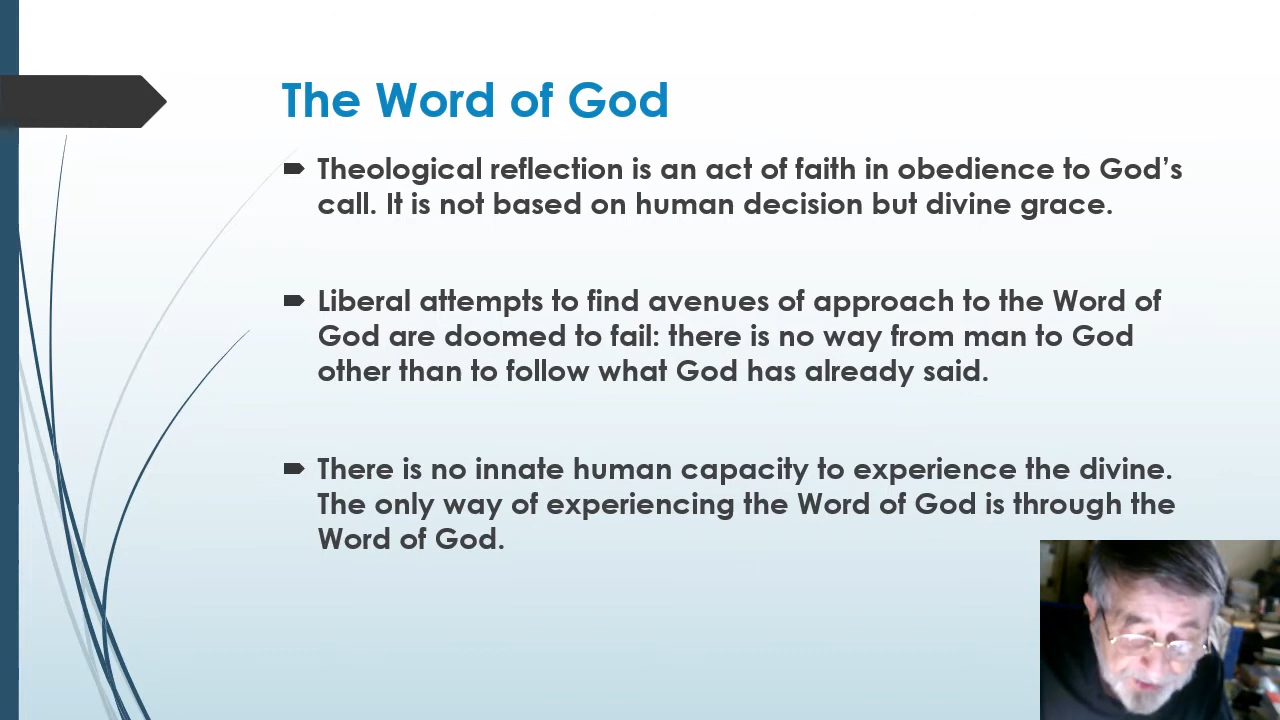 The Word of God
Theological reflection is an act of faith in obedience to God’s
call. It is not based on human decision but divine grace.
Liberal attempts to find avenues of approach to the Word of
God are doomed to fail: there is no way from man to God
other than to follow what God has already said.
There is no innate human capacity to experience the divine.
The only way of experiencing the Word of God is through the
Word of God.